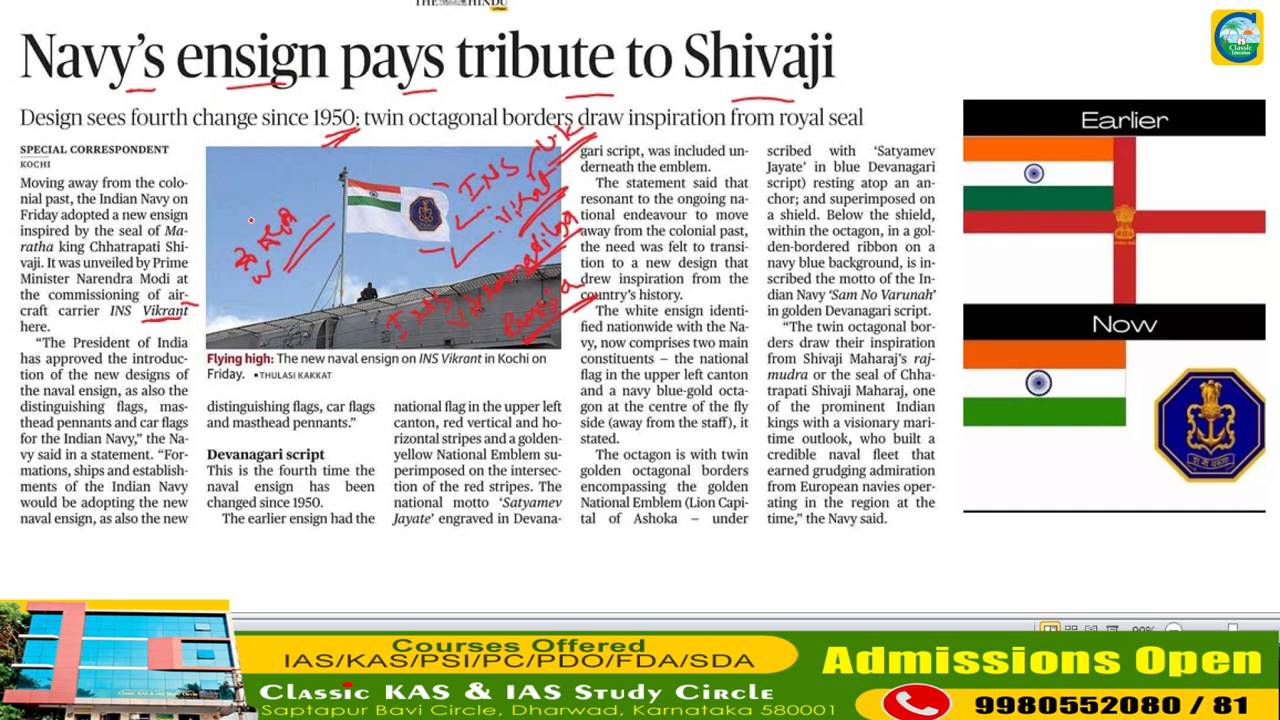 THE HINDU
Classic
Education
Navy's ensign pays tribute to Shivaji
Design sees fourth change since 1950; twin octagonal borders draw inspiration from royal seal
SPECIAL CORRESPONDENT
KOCHI
Moving away from the colo-
nial past, the Indian Navy on
Friday adopted a new ensign
inspired by the seal of Ma-
ratha king Chhatrapati Shi-
vaji. It was unveiled by Prime
Minister Narendra Modi at
the commissioning of air-
craft carrier INS Vikrant
here.
"The President of India
has approved the introduc-
tion of the new designs of
the naval ensign, as also the
distinguishing flags, mas-
thead pennants and car flags
for the Indian Navy," the Na-
vy said in a statement. "For-
mations, ships and establish-
ments of the Indian Navy
would be adopting the new
naval ensign, as also the new
INS
Vikrant
U.K
INS
Vikramaditya
Russia
Flying high: The new naval ensign on INS Vikrant in Kochi on
Friday. ▪ THULASI KAKKAT
distinguishing flags, car flags
and masthead pennants."
Devanagari script
This is the fourth time the
naval ensign has been
changed since 1950.
The earlier ensign had the
national flag in the upper left
canton, red vertical and ho-
rizontal stripes and a golden-
yellow National Emblem su-
perimposed on the intersec-
tion of the red stripes. The
national motto 'Satyamev
Jayate' engraved in Devana-
gari script, was included un-
derneath the emblem.
The statement said that
resonant to the ongoing na-
tional endeavour to move
away from the colonial past,
the need was felt to transi-
tion to a new design that
drew inspiration from the
country's history.
The white ensign identi-
fied nationwide with the Na-
vy, now comprises two main
constituents – the national
flag in the upper left canton
and a navy blue-gold octa-
gon at the centre of the fly
side (away from the staff), it
stated.
The octagon is with twin
golden octagonal borders
encompassing the golden
National Emblem (Lion Capi-
tal of Ashoka – under
scribed with 'Satyamev
Jayate' in blue Devanagari
script) resting atop an an-
chor; and superimposed on
a shield. Below the shield,
within the octagon, in a gol-
den-bordered ribbon on a
navy blue background, is in-
scribed the motto of the In-
dian Navy 'Sam No Varunah'
in golden Devanagari script.
"The twin octagonal bor-
ders draw their inspiration
from Shivaji Maharaj's raj-
mudra or the seal of Chha-
trapati Shivaji Maharaj, one
of the prominent Indian
kings with a visionary mari-
time outlook, who built a
credible naval fleet that
earned grudging admiration
from European navies oper-
ating in the region at the
time," the Navy said.
Earlier
Now
Courses Offered
IAS/KAS/PSI/PC/PDO/FDA/SDA
Classic KAS & IAS Study Circle
Saptapur Bavi Circle, Dharwad, Karnataka 580001
Admissions Open
9980552080 / 81